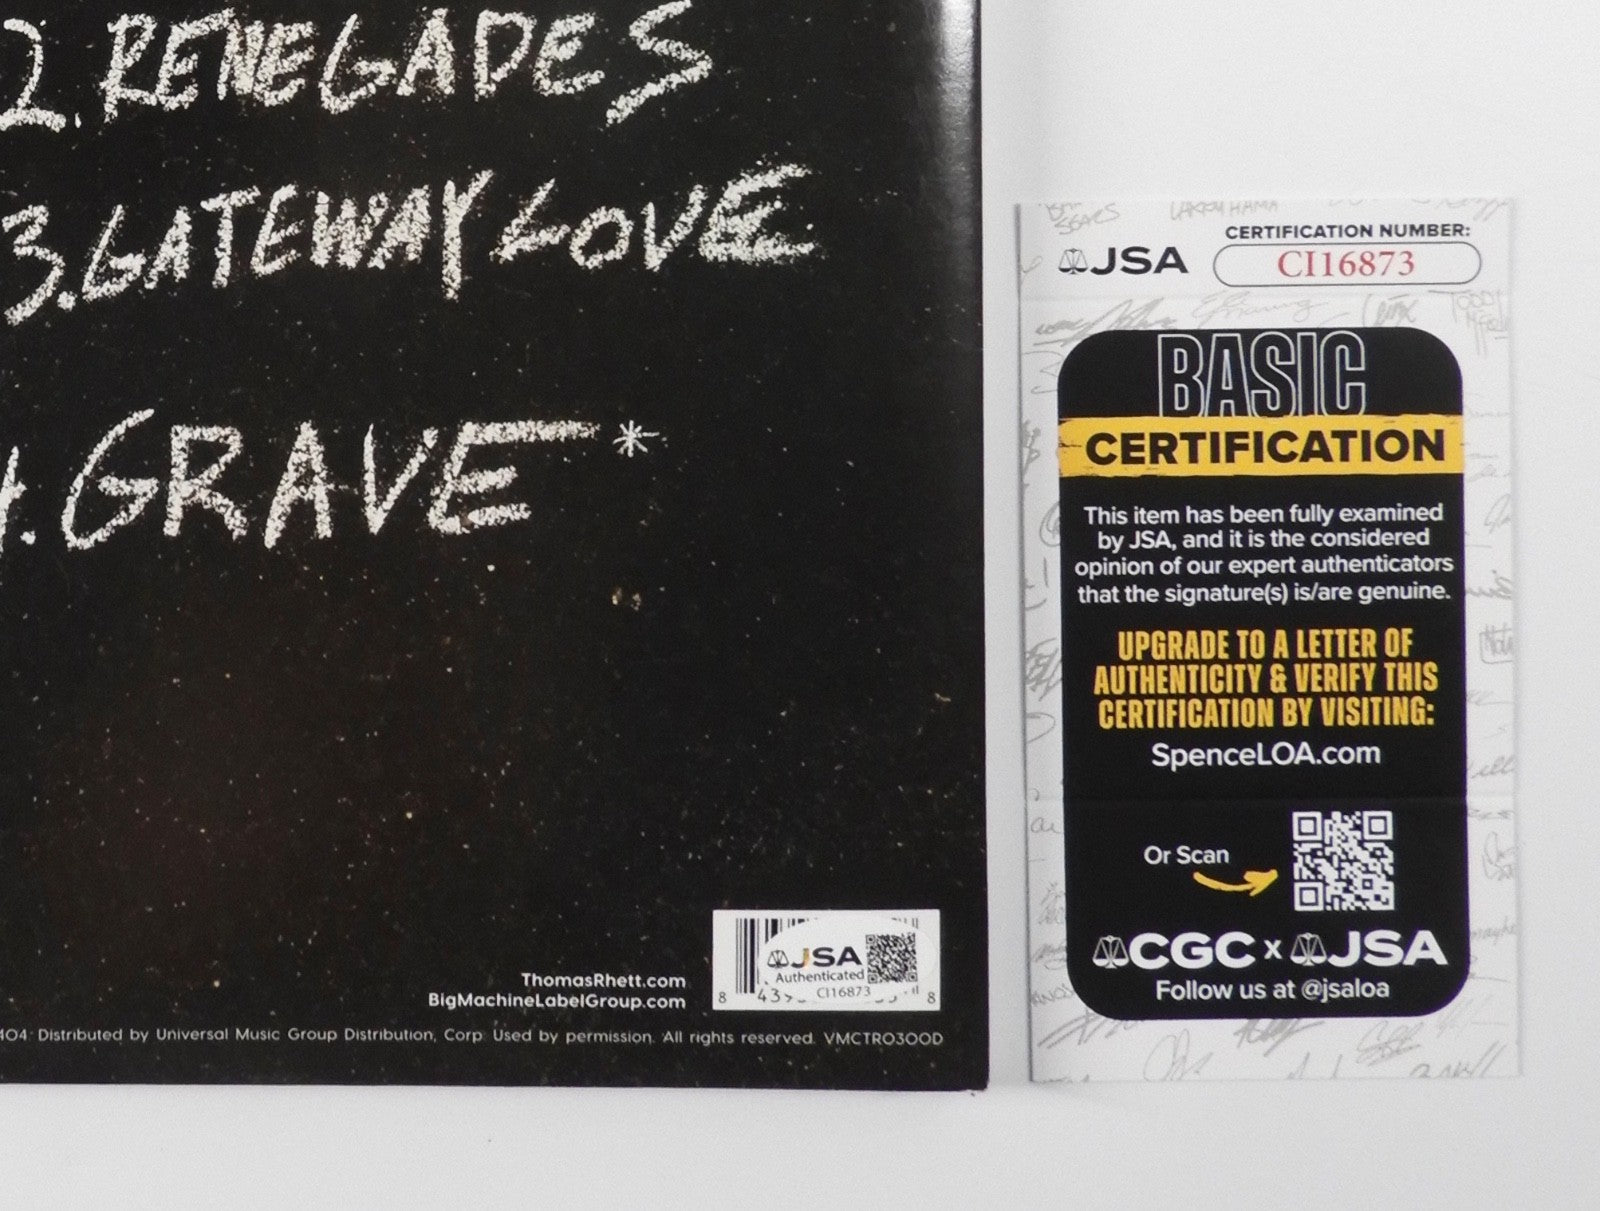 2. RENEGADES
3. GATEWAY LOVE
4. GRAVE*
ThomasRhett.com
BigMachineLabelGroup.com
JSA
Authenticated
CI16873
8
8
Distributed by Universal Music Group Distribution, Corp. Used by permission. All rights reserved. VMCTR0300D
JSA
CERTIFICATION NUMBER:
CI16873
BASIC
CERTIFICATION
This item has been fully examined
by JSA, and it is the considered
opinion of our expert authenticators
that the signature(s) is/are genuine.
UPGRADE TO A LETTER OF
AUTHENTICITY & VERIFY THIS
CERTIFICATION BY VISITING:
SpenceLOA.com
Or Scan
CGC x JSA
Follow us at @jsaloa